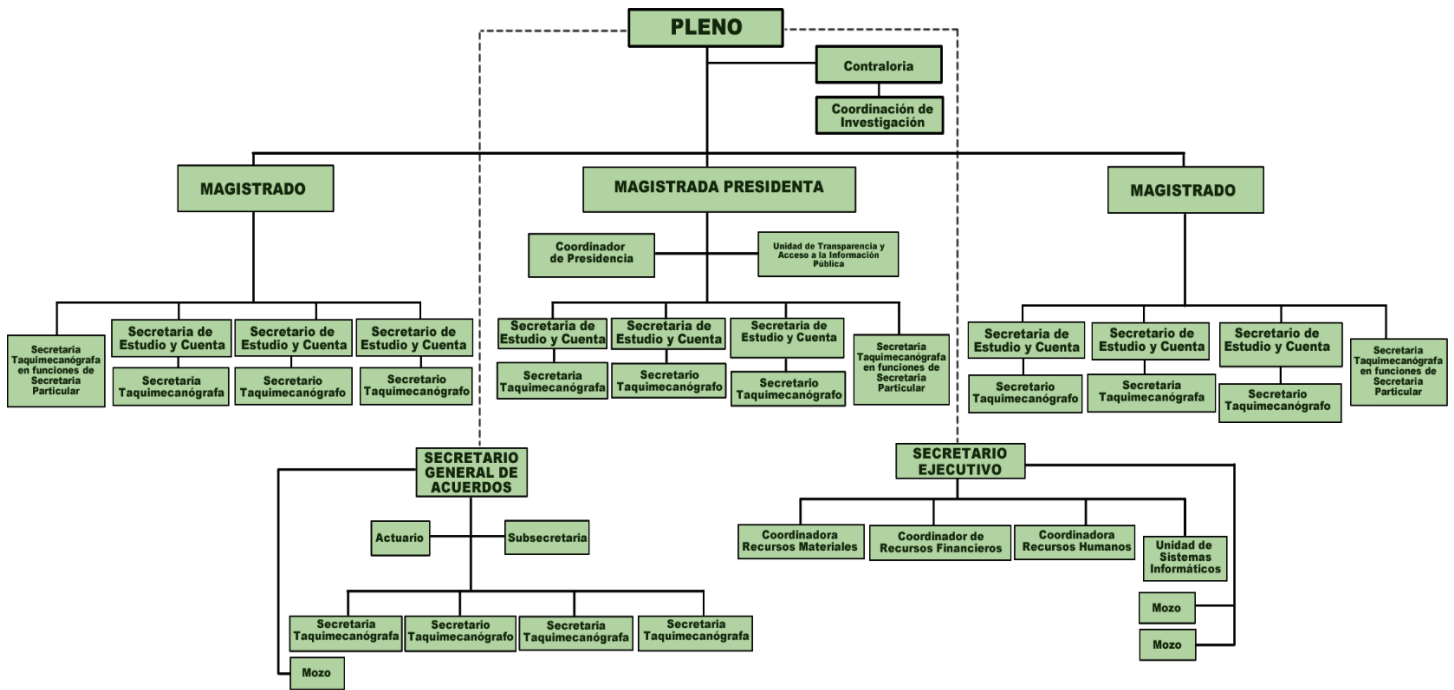 PLENO
Contraloria
Coordinación de
Investigación
MAGISTRADO
MAGISTRADA PRESIDENTA
MAGISTRADO
Coordinador
de Presidencia
Unidad de Transparencia y
Acceso a la Información
Pública
Secretaria
Taquimecanógrafa
en funciones de
Secretaria
Particular
Secretaria de
Estudio y Cuenta
Secretaria
Taquimecanógrafa
Secretario de
Estudio y Cuenta
Secretario
Taquimecanógrafo
Secretario de
Estudio y Cuenta
Secretario
Taquimecanógrafo
Secretaria de
Estudio y Cuenta
Secretaria
Taquimecanógrafa
Secretaria de
Estudio y Cuenta
Secretario
Taquimecanógrafo
Secretaria de
Estudio y Cuenta
Secretario
Taquimecanógrafo
Secretaria
Taquimecanógrafa
en funciones de
Secretaria
Particular
Secretaria de
Estudio y Cuenta
Secretario
Taquimecanógrafo
Secretario de
Estudio y Cuenta
Secretaria
Taquimecanógrafa
Secretario de
Estudio y Cuenta
Secretario
Taquimecanógrafo
Secretaria
Taquimecanógrafa
en funciones de
Secretaria
Particular
SECRETARIO
GENERAL DE
ACUERDOS
Actuario
Subsecretaria
Secretaria
Taquimecanógrafa
Secretario
Taquimecanógrafo
Secretaria
Taquimecanógrafa
Secretaria
Taquimecanógrafa
Mozo
SECRETARIO
EJECUTIVO
Coordinadora
Recursos Materiales
Coordinador de
Recursos Financieros
Coordinadora
Recursos Humanos
Unidad de
Sistemas
Informáticos
Mozo
Mozo